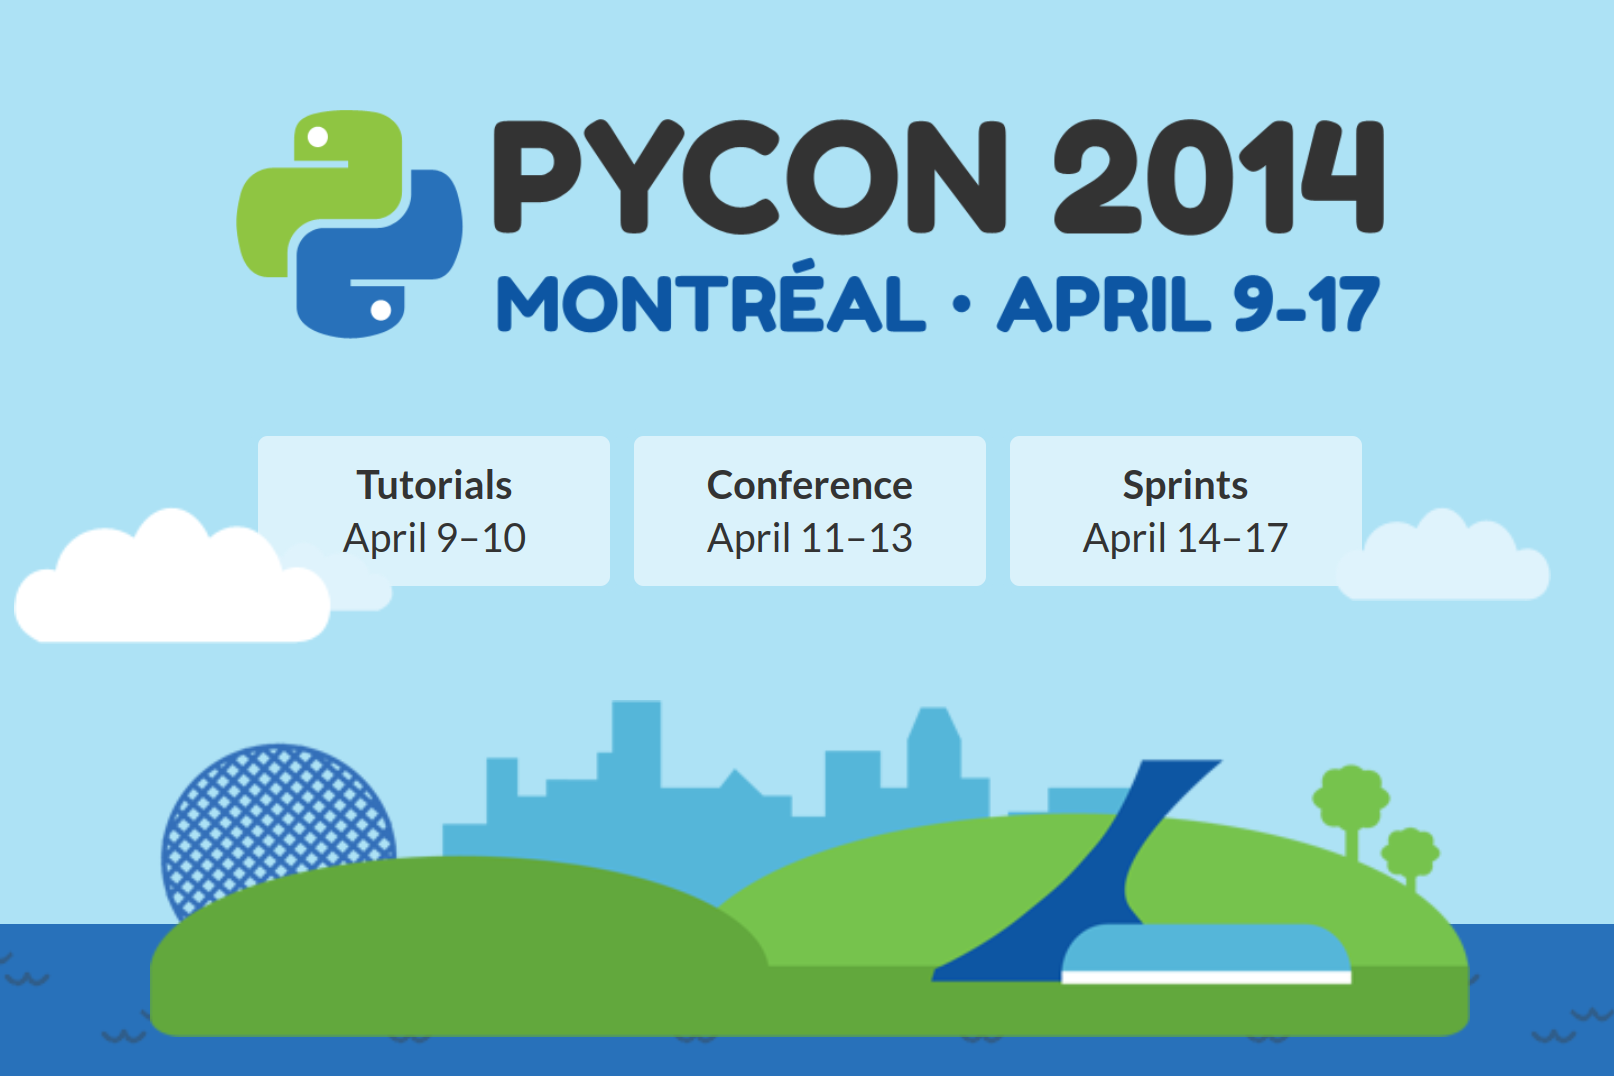 PYCON 2014
MONTRÉAL • APRIL 9-17
Tutorials
April 9–10
Conference
April 11–13
Sprints
April 14–17